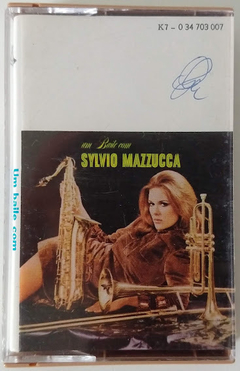 K7 - 0 34 703 007
um Baile com
SYLVIO MAZZUCCA
um baile com